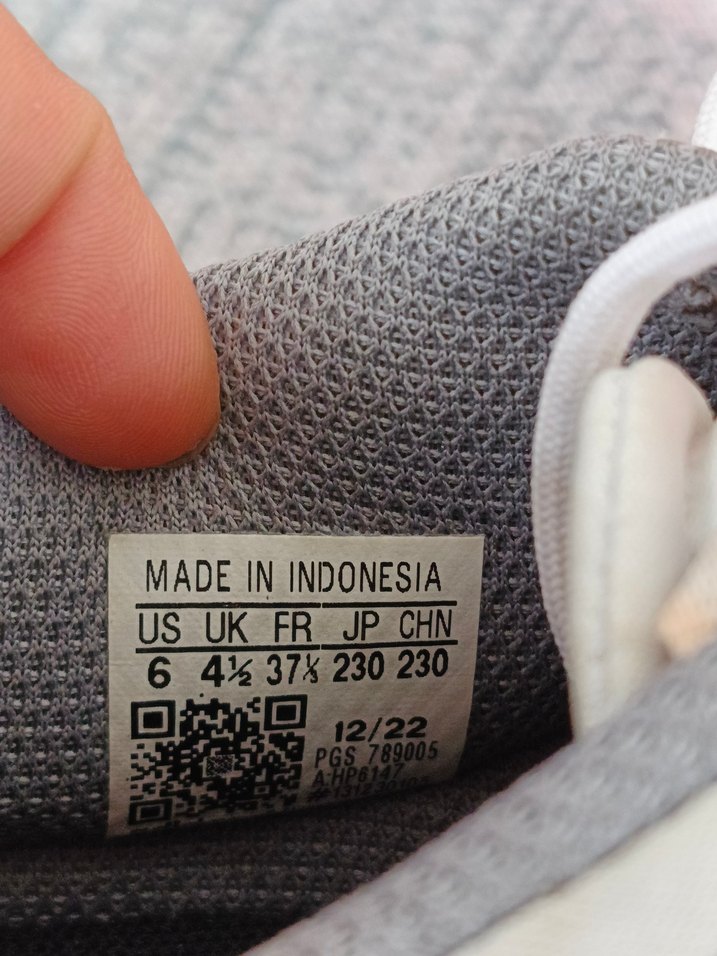 MADE IN INDONESIA
US UK FR JP CHN
6 4½ 37⅓ 230 230
12/22
PGS 789005
A:HP6147